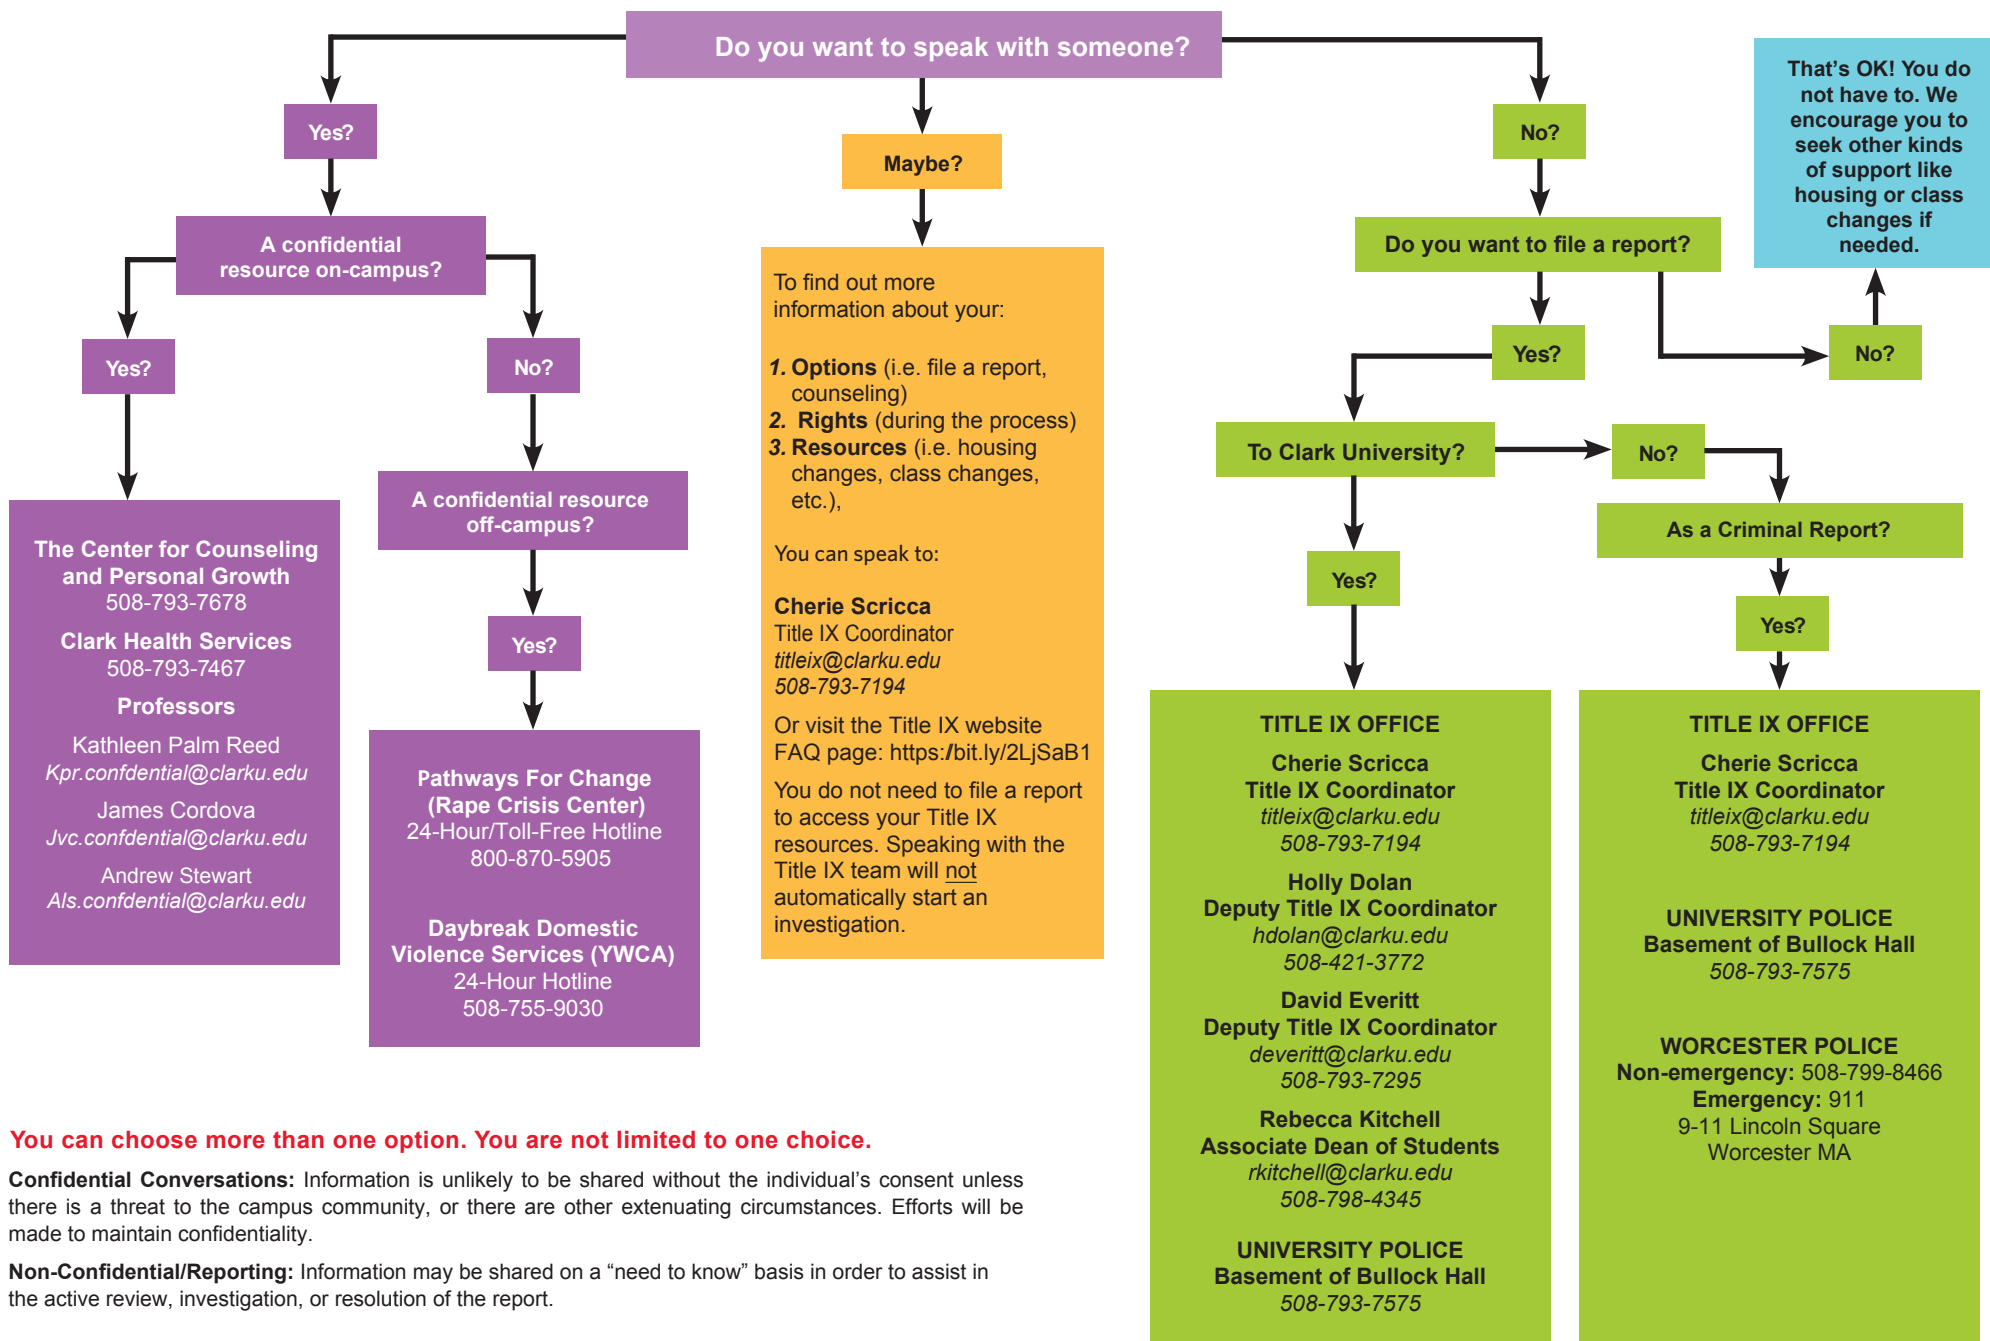 Do you want to speak with someone?
Yes?
A confidential
resource on-campus?
Yes?
The Center for Counseling
and Personal Growth
508-793-7678
Clark Health Services
508-793-7467
Professors
Kathleen Palm Reed
Kpr.confdential@clarku.edu
James Cordova
Jvc.confdential@clarku.edu
Andrew Stewart
Als.confdential@clarku.edu
No?
A confidential resource
off-campus?
Yes?
Pathways For Change
(Rape Crisis Center)
24-Hour/Toll-Free Hotline
800-870-5905
Daybreak Domestic
Violence Services (YWCA)
24-Hour Hotline
508-755-9030
Maybe?
To find out more
information about your:
1. Options (i.e. file a report,
counseling)
2. Rights (during the process)
3. Resources (i.e. housing
changes, class changes,
etc.),
You can speak to:
Cherie Scricca
Title IX Coordinator
titleix@clarku.edu
508-793-7194
Or visit the Title IX website
FAQ page: https://bit.ly/2LjSaB1
You do not need to file a report
to access your Title IX
resources. Speaking with the
Title IX team will not
automatically start an
investigation.
No?
Do you want to file a report?
No?
That's OK! You do
not have to. We
encourage you to
seek other kinds
of support like
housing or class
changes if
needed.
Yes?
To Clark University?
Yes?
TITLE IX OFFICE
Cherie Scricca
Title IX Coordinator
titleix@clarku.edu
508-793-7194
Holly Dolan
Deputy Title IX Coordinator
hdolan@clarku.edu
508-421-3772
David Everitt
Deputy Title IX Coordinator
deveritt@clarku.edu
508-793-7295
Rebecca Kitchell
Associate Dean of Students
rkitchell@clarku.edu
508-798-4345
UNIVERSITY POLICE
Basement of Bullock Hall
508-793-7575
No?
As a Criminal Report?
Yes?
TITLE IX OFFICE
Cherie Scricca
Title IX Coordinator
titleix@clarku.edu
508-793-7194
UNIVERSITY POLICE
Basement of Bullock Hall
508-793-7575
WORCESTER POLICE
Non-emergency: 508-799-8466
Emergency: 911
9-11 Lincoln Square
Worcester MA
You can choose more than one option. You are not limited to one choice.
Confidential Conversations: Information is unlikely to be shared without the individual's consent unless
there is a threat to the campus community, or there are other extenuating circumstances. Efforts will be
made to maintain confidentiality.
Non-Confidential/Reporting: Information may be shared on a “need to know” basis in order to assist in
the active review, investigation, or resolution of the report.